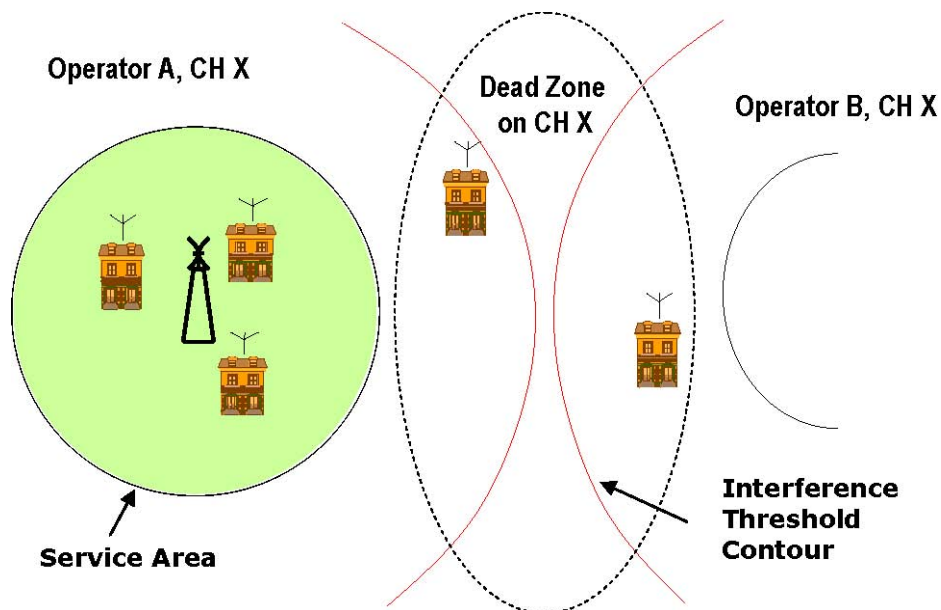 Operator A, CH X
Dead Zone
on CH X
Operator B, CH X
Service Area
Interference
Threshold
Contour